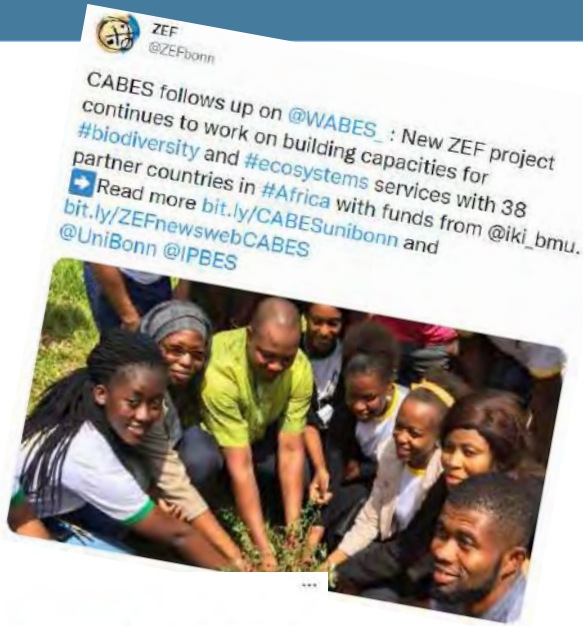 ZEF
@ZEFbonn
CABES follows up on @WABES_ : New ZEF project
continues to work on building capacities for
#biodiversity and #ecosystems services with 38
partner countries in #Africa with funds from @iki_bmu.
➡Read more bit.ly/CABESunibonn and
bit.ly/ZEFnewswebCABES
@UniBonn @IPBES
...